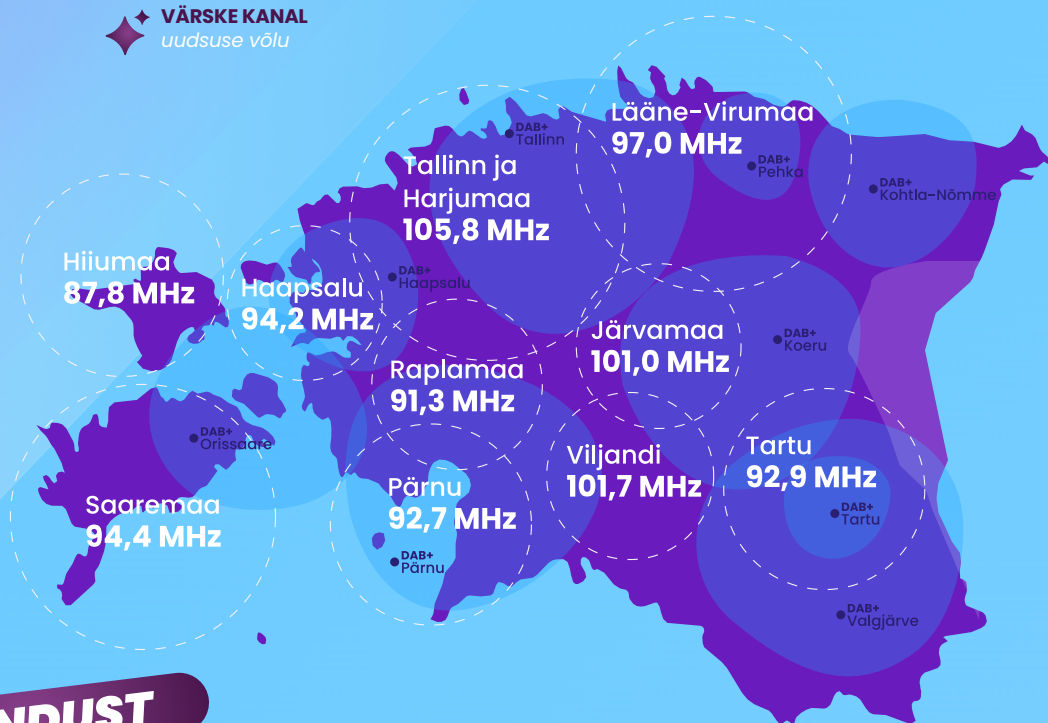 VÄRSKE KANAL
uudsuse võlu
DAB+
Tallinn
Lääne-Virumaa
97,0 MHz
DAB+
Pehka
DAB+
Kohtla-Nõmme
Tallinn ja
Harjumaa
105,8 MHz
Hiiumaa
87,8 MHz
Haapsalu
94,2 MHz
DAB+
Haapsalu
Järvamaa
101,0 MHz
DAB+
Koeru
Raplamaa
91,3 MHz
DAB+
Orissaare
Saaremaa
94,4 MHz
Pärnu
92,7 MHz
DAB+
Pärnu
Viljandi
101,7 MHz
Tartu
92,9 MHz
DAB+
Tartu
DAB+
Valgjärve